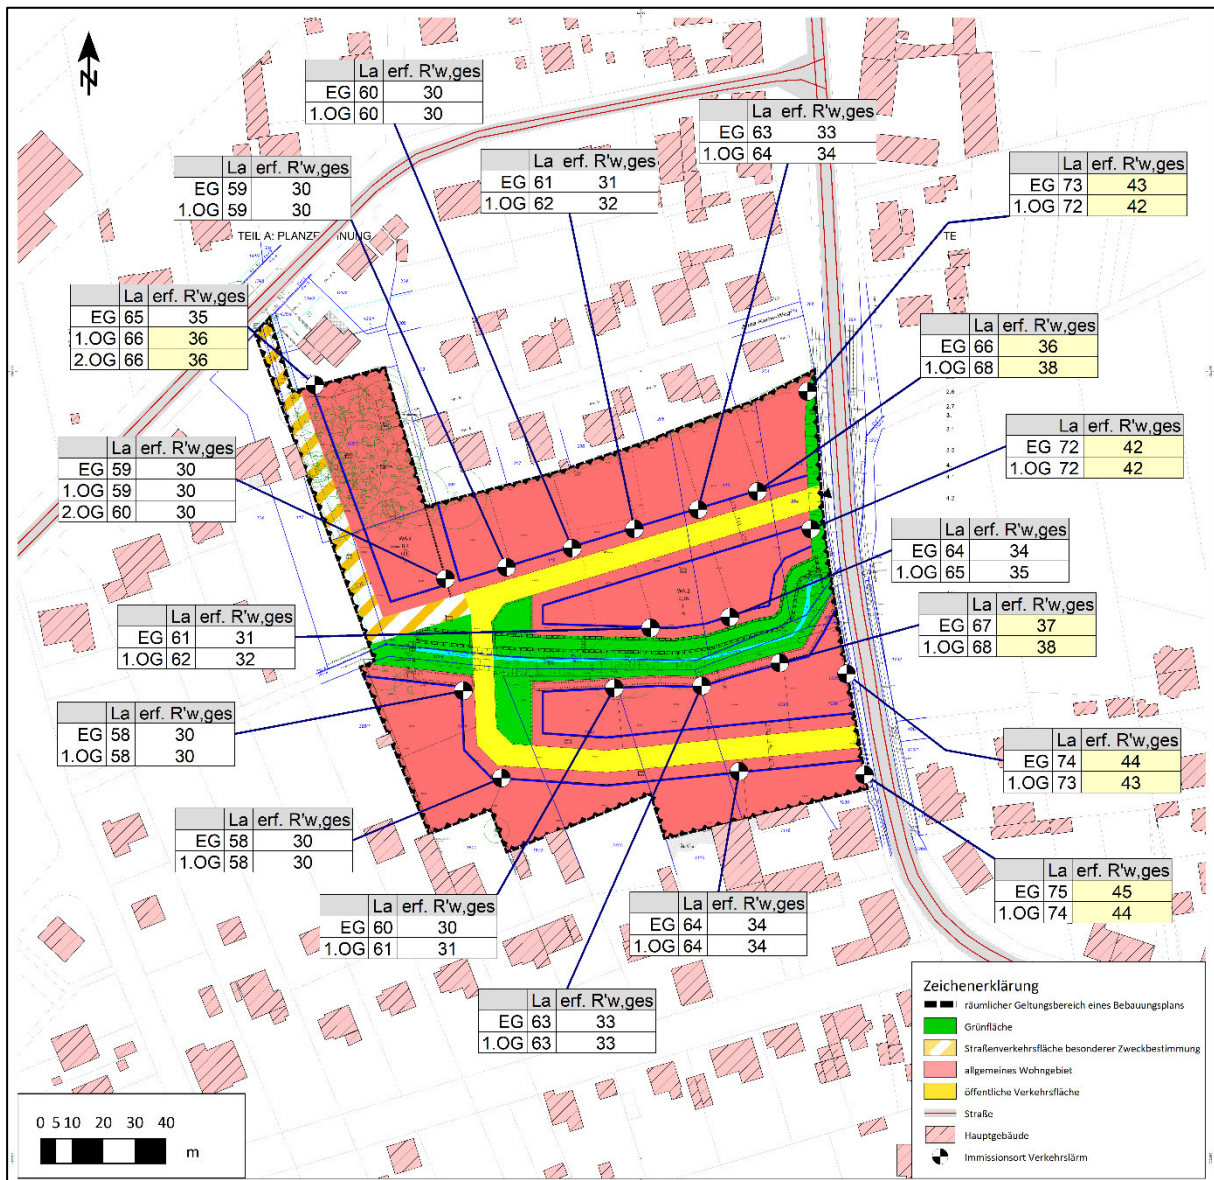 N
La erf. R'w,ges
EG 60 30
1.OG 60 30
La erf. R'w,ges
EG 63 33
1.OG 64 34
La erf. R'w,ges
EG 59 30
1.OG 59 30
La erf. R'w,ges
EG 61 31
1.OG 62 32
La erf. R'w,ges
EG 73 43
1.OG 72 42
TEIL A: PLANZE NUNG
TE
La erf. R'w,ges
EG 65 35
1.OG 66 36
2.OG 66 36
La erf. R'w,ges
EG 66 36
1.OG 68 38
La erf. R'w,ges
EG 59 30
1.OG 59 30
2.OG 60 30
La erf. R'w,ges
EG 72 42
1.OG 72 42
La erf. R'w,ges
EG 64 34
1.OG 65 35
La erf. R'w,ges
EG 61 31
1.OG 62 32
La erf. R'w,ges
EG 67 37
1.OG 68 38
La erf. R'w,ges
EG 58 30
1.OG 58 30
La erf. R'w,ges
EG 74 44
1.OG 73 43
La erf. R'w,ges
EG 58 30
1.OG 58 30
La erf. R'w,ges
EG 75 45
1.OG 74 44
La erf. R'w,ges
EG 60 30
1.OG 61 31
La erf. R'w,ges
EG 64 34
1.OG 64 34
La erf. R'w,ges
EG 63 33
1.OG 63 33
Zeichenerklärung
räumlicher Geltungsbereich eines Bebauungsplans
Grünfläche
Straßenverkehrsfläche besonderer Zweckbestimmung
allgemeines Wohngebiet
öffentliche Verkehrsfläche
Straße
Hauptgebäude
Immissionsort Verkehrslärm
0 5 10 20 30 40
m